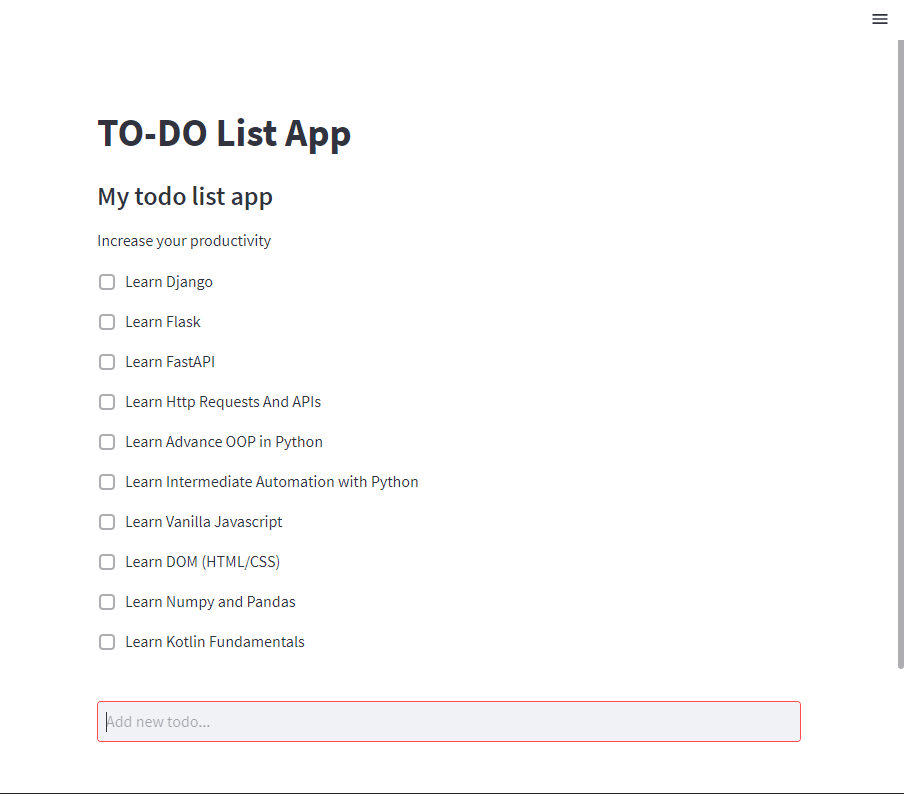 TO-DO List App
My todo list app
Increase your productivity
Learn Django
Learn Flask
Learn FastAPI
Learn Http Requests And APIs
Learn Advance OOP in Python
Learn Intermediate Automation with Python
Learn Vanilla Javascript
Learn DOM (HTML/CSS)
Learn Numpy and Pandas
Learn Kotlin Fundamentals
Add new todo...